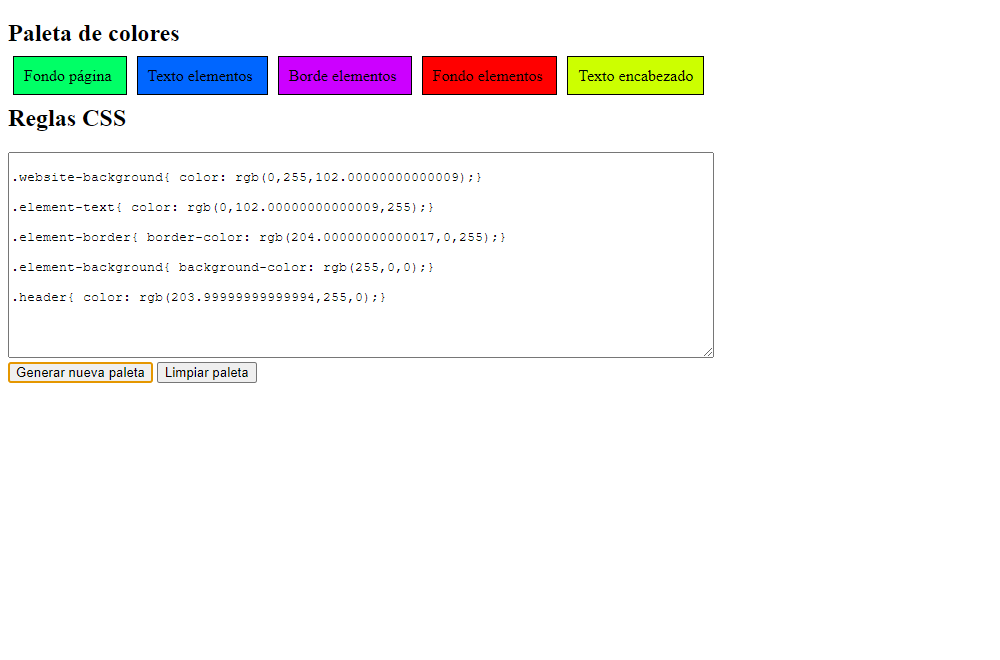 Paleta de colores
Fondo página Texto elementos Borde elementos Fondo elementos Texto encabezado
Reglas CSS
.website-background{ color: rgb(0,255,102.00000000000009);}
.element-text{ color: rgb(0,102.00000000000009,255);}
.element-border{ border-color: rgb(204.00000000000017,0,255);}
.element-background{ background-color: rgb(255,0,0);}
.header{ color: rgb(203.99999999999994,255,0);}
Generar nueva paleta Limpiar paleta